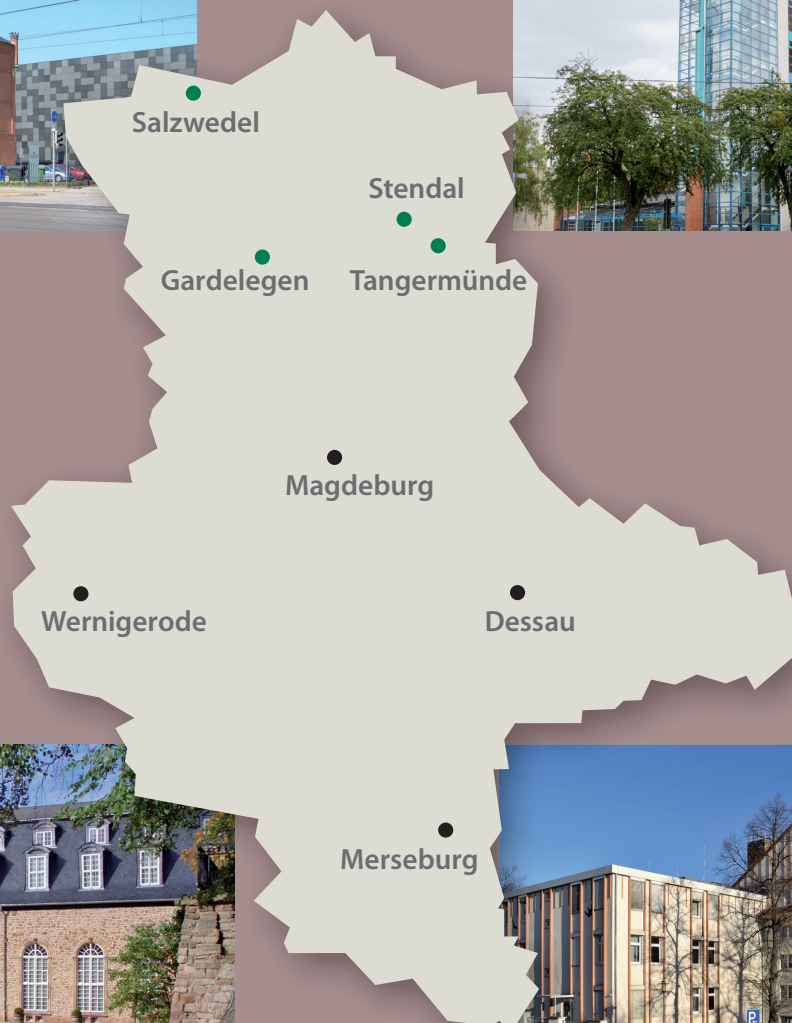 Salzwedel
Stendal
Gardelegen
Tangermünde
Magdeburg
Wernigerode
Dessau
Merseburg
P